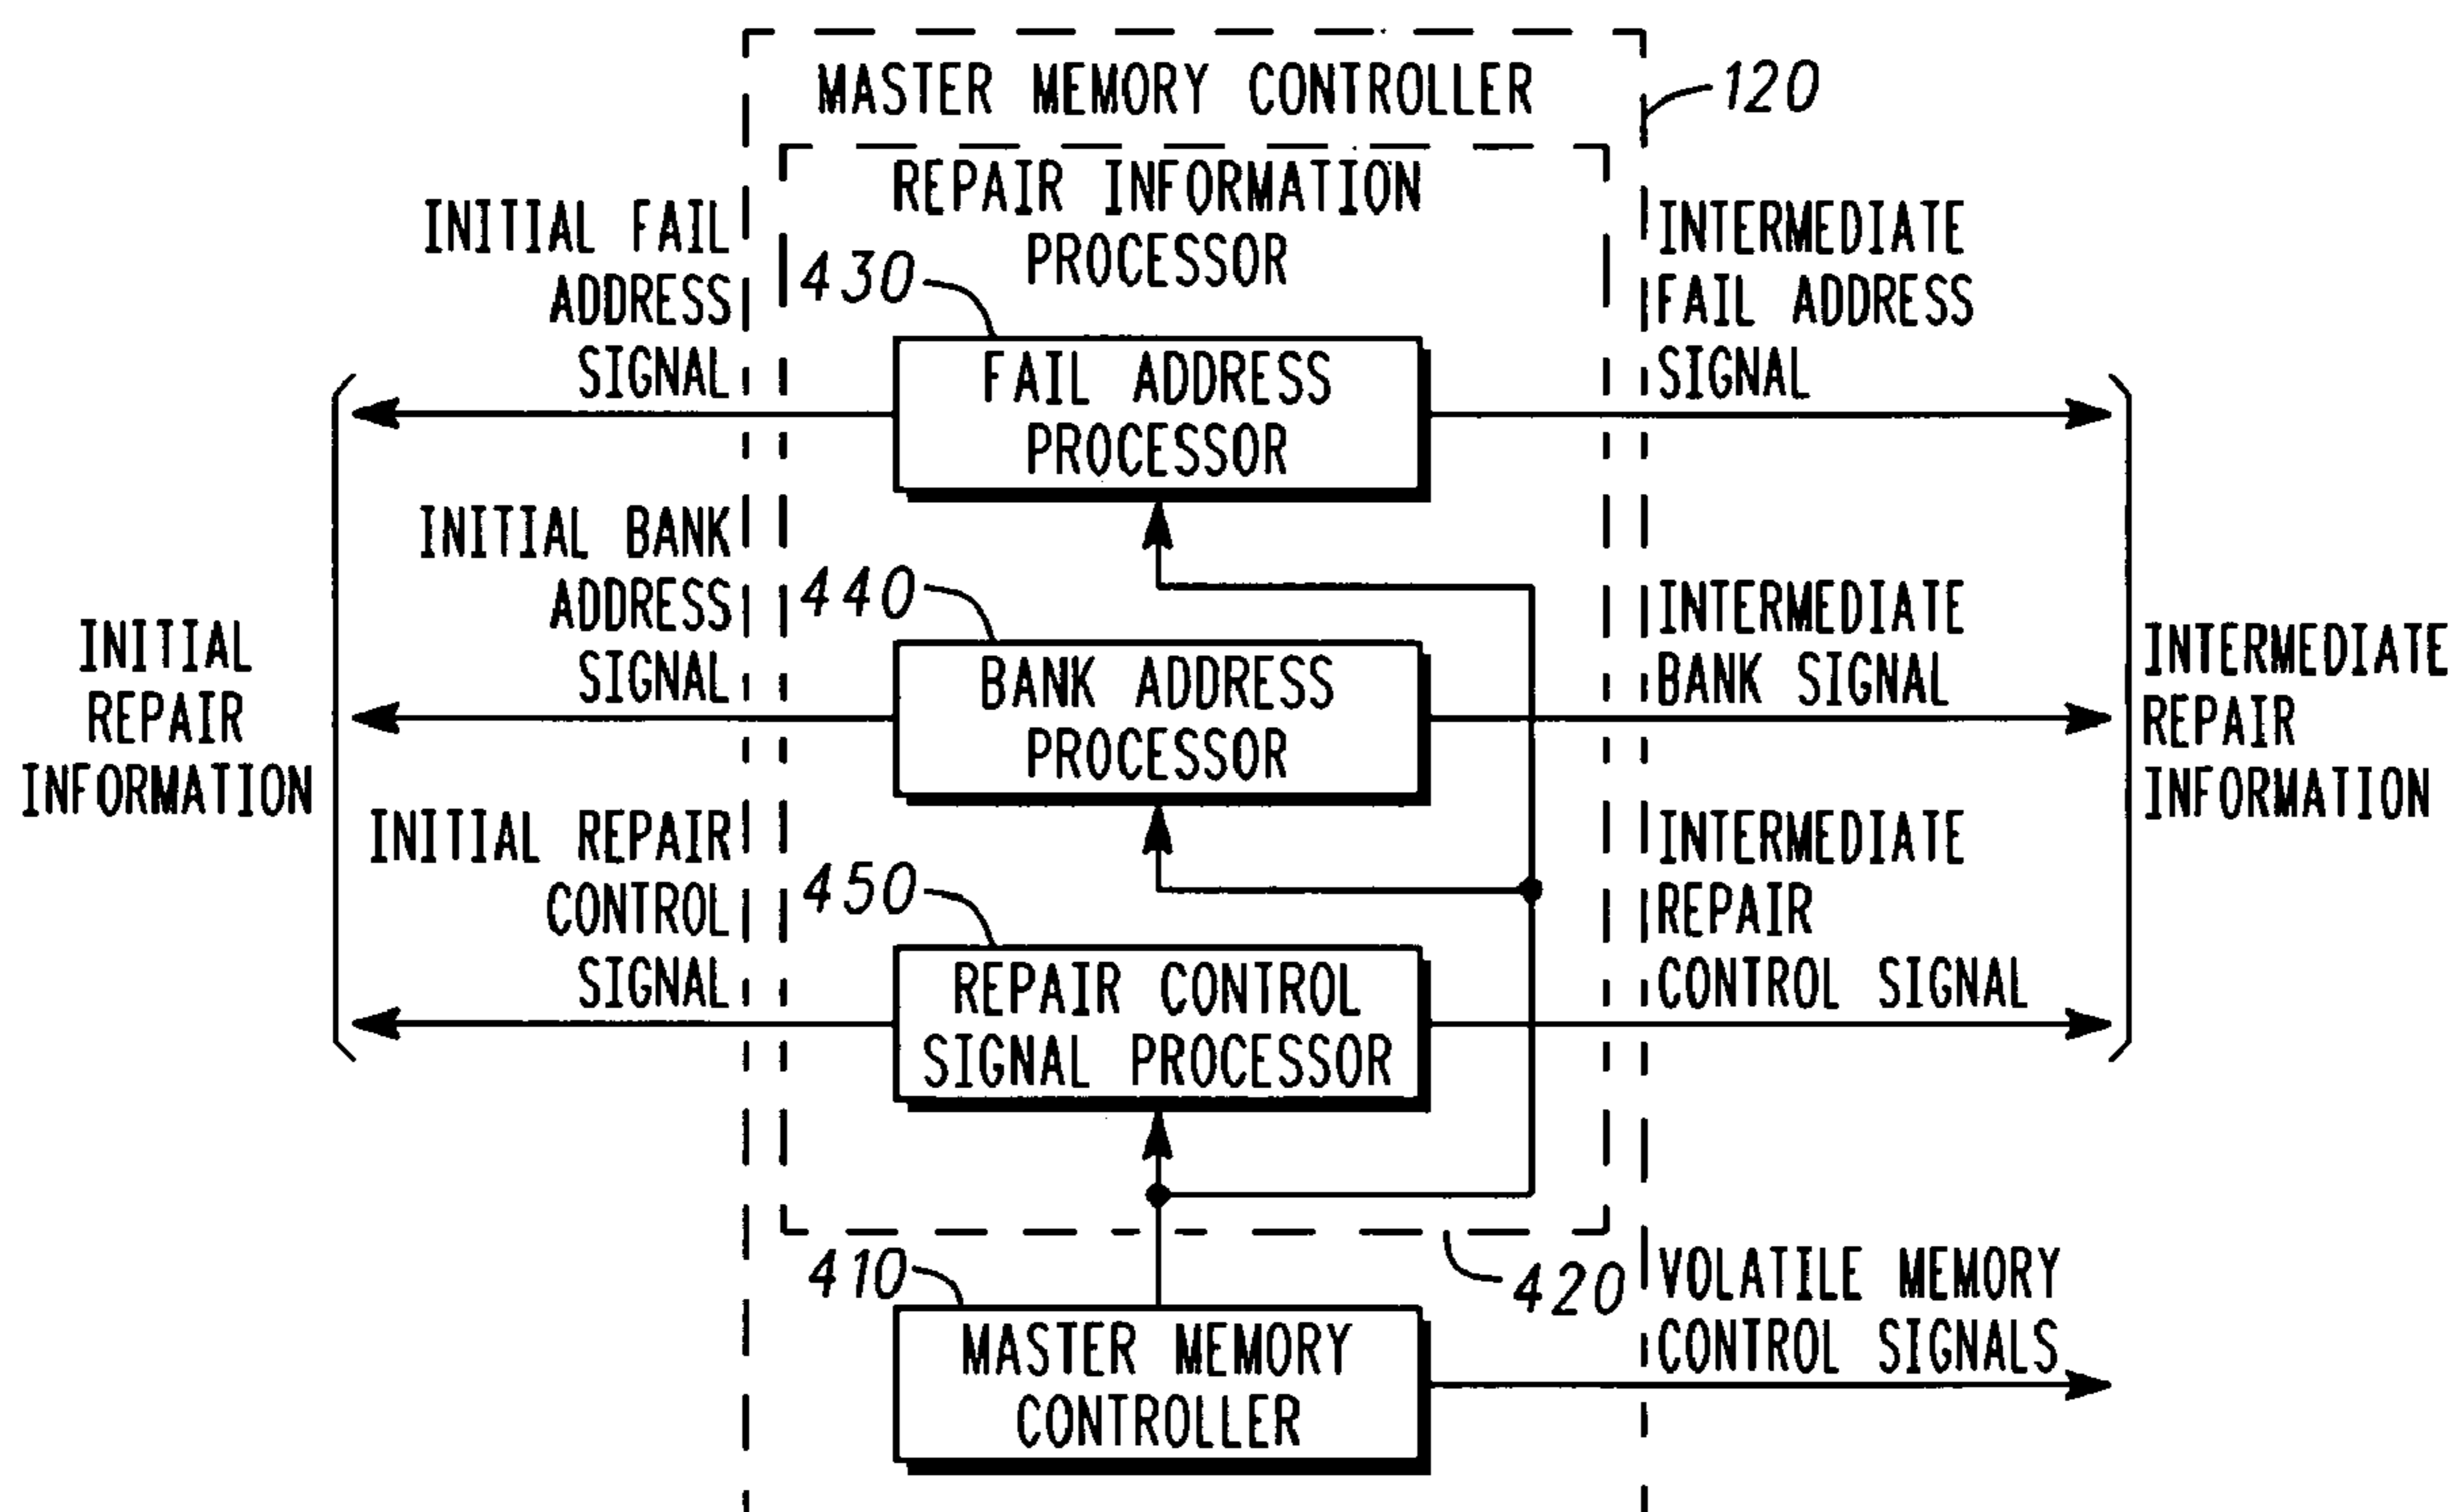 MASTER MEMORY CONTROLLER
120
REPAIR INFORMATION
PROCESSOR
INITIAL FAIL
ADDRESS
SIGNAL
430
FAIL ADDRESS
PROCESSOR
INTERMEDIATE
FAIL ADDRESS
SIGNAL
INITIAL BANK
ADDRESS
SIGNAL
440
BANK ADDRESS
PROCESSOR
INTERMEDIATE
BANK SIGNAL
INITIAL
REPAIR
INFORMATION
INTERMEDIATE
REPAIR
INFORMATION
INITIAL REPAIR
CONTROL
SIGNAL
450
REPAIR CONTROL
SIGNAL PROCESSOR
INTERMEDIATE
REPAIR
CONTROL SIGNAL
410
420
MASTER MEMORY
CONTROLLER
VOLATILE MEMORY
CONTROL SIGNALS